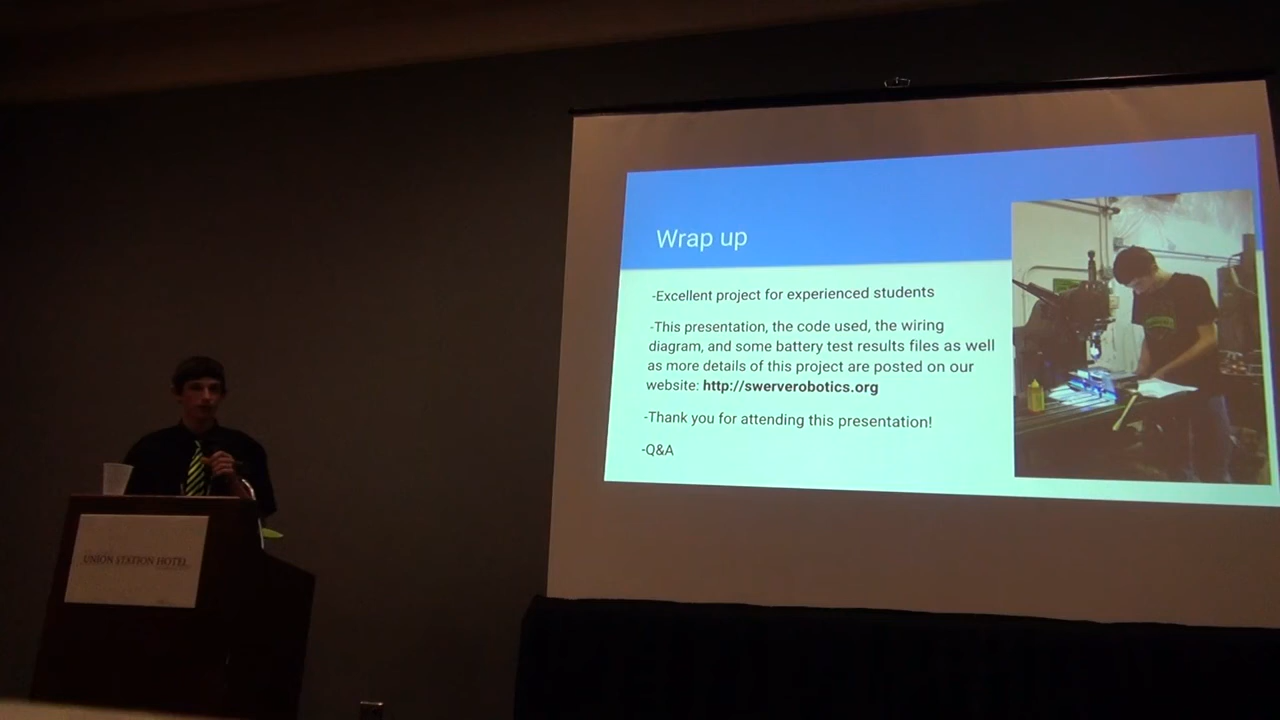 Wrap up
-Excellent project for experienced students
-This presentation, the code used, the wiring
diagram, and some battery test results files as well
as more details of this project are posted on our
website: http://swerverobotics.org
-Thank you for attending this presentation!
-Q&A
UNION STATION HOTEL